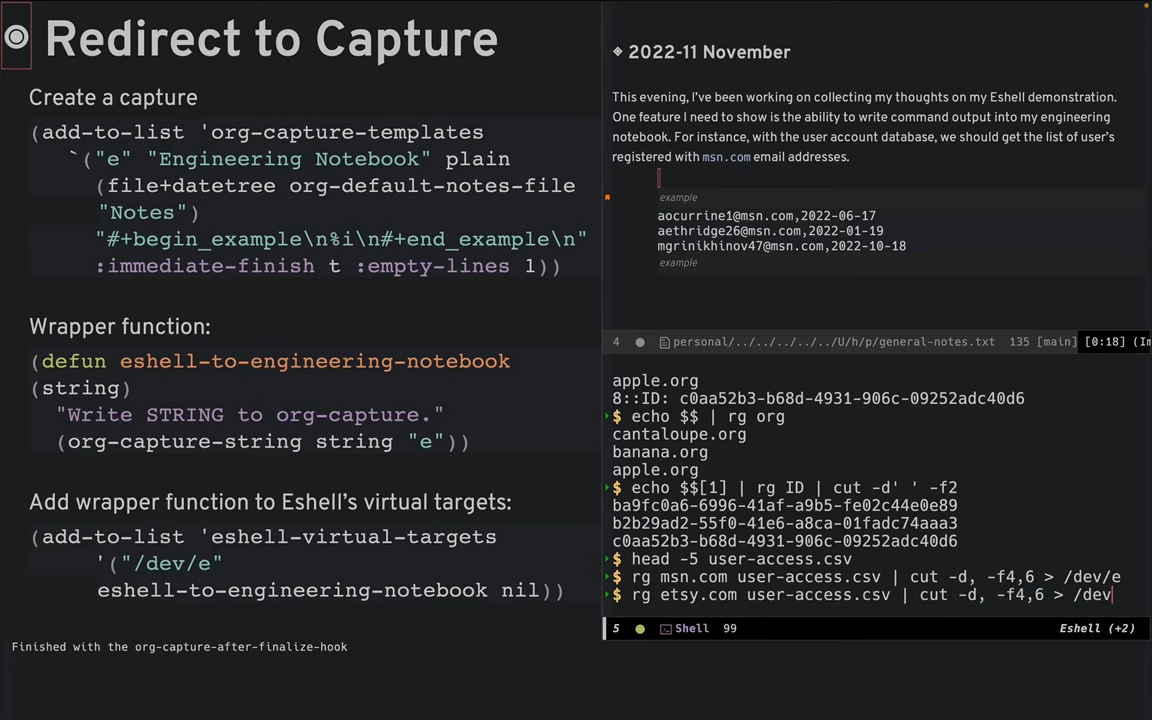 Redirect to Capture
Create a capture
(add-to-list 'org-capture-templates
`("e" "Engineering Notebook" plain
(file+datetree org-default-notes-file
"Notes")
"#+begin_example\n%i\n#+end_example\n"
:immediate-finish t :empty-lines 1))
Wrapper function:
(defun eshell-to-engineering-notebook
(string)
"Write STRING to org-capture."
(org-capture-string string "e"))
Add wrapper function to Eshell’s virtual targets:
(add-to-list 'eshell-virtual-targets
'("/dev/e"
eshell-to-engineering-notebook nil))
Finished with the org-capture-after-finalize-hook
2022-11 November
This evening, I’ve been working on collecting my thoughts on my Eshell demonstration.
One feature I need to show is the ability to write command output into my engineering
notebook. For instance, with the user account database, we should get the list of user’s
registered with msn.com email addresses.
example
aocurrine1@msn.com,2022-06-17
aethridge26@msn.com,2022-01-19
mgrinikhinov47@msn.com,2022-10-18
example
4 personal/../../../../../U/h/p/general-notes.txt 135 [main] [0:18] (Im
apple.org
8::ID: c0aa52b3-b68d-4931-906c-09252adc40d6
$ echo $$ | rg org
cantaloupe.org
banana.org
apple.org
$ echo $$[1] | rg ID | cut -d' ' -f2
ba9fc0a6-6996-41af-a9b5-fe02c44e0e89
b2b29ad2-55f0-41e6-a8ca-01fadc74aaa3
c0aa52b3-b68d-4931-906c-09252adc40d6
$ head -5 user-access.csv
$ rg msn.com user-access.csv | cut -d, -f4,6 > /dev/e
$ rg etsy.com user-access.csv | cut -d, -f4,6 > /dev
5 Shell 99 Eshell (+2)